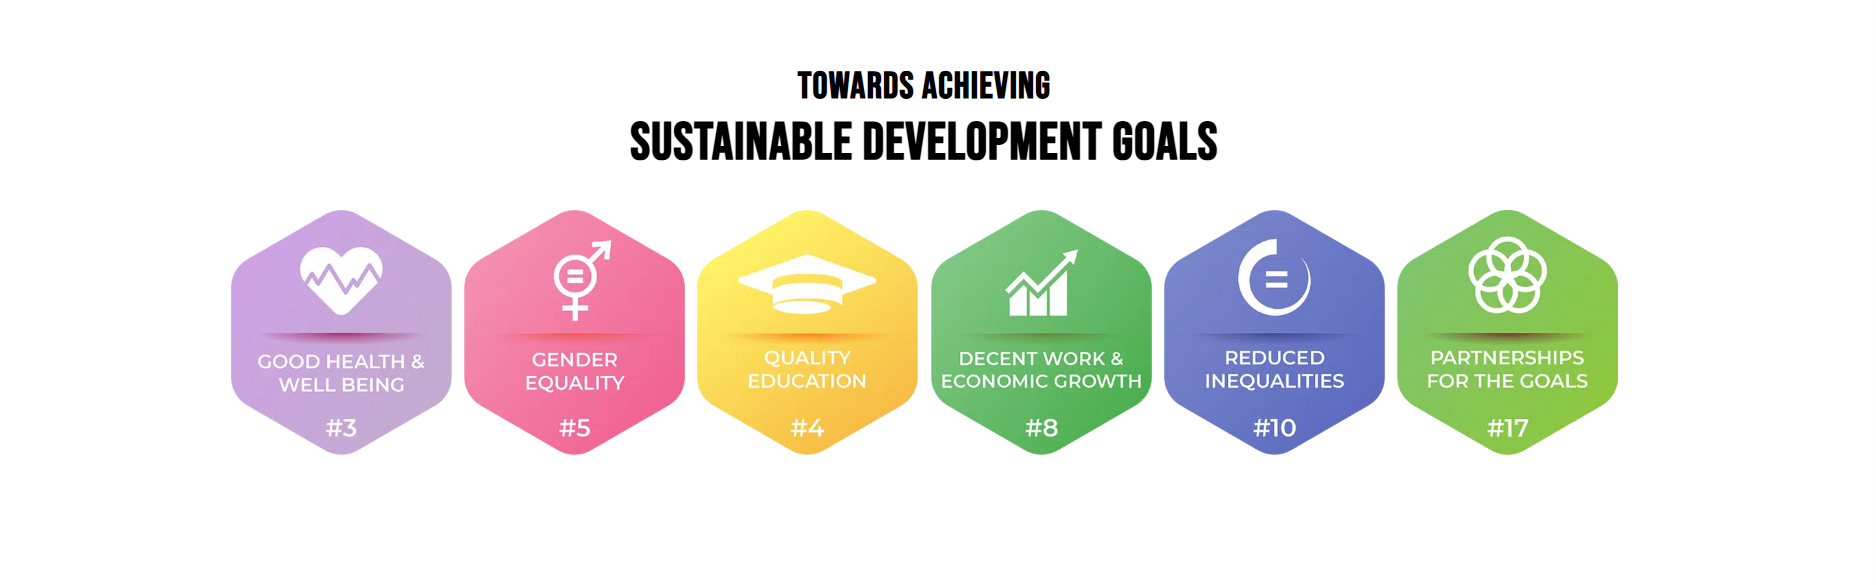 TOWARDS ACHIEVING
SUSTAINABLE DEVELOPMENT GOALS
GOOD HEALTH &
WELL BEING
#3
GENDER
EQUALITY
#5
QUALITY
EDUCATION
#4
DECENT WORK &
ECONOMIC GROWTH
#8
REDUCED
INEQUALITIES
#10
PARTNERSHIPS
FOR THE GOALS
#17